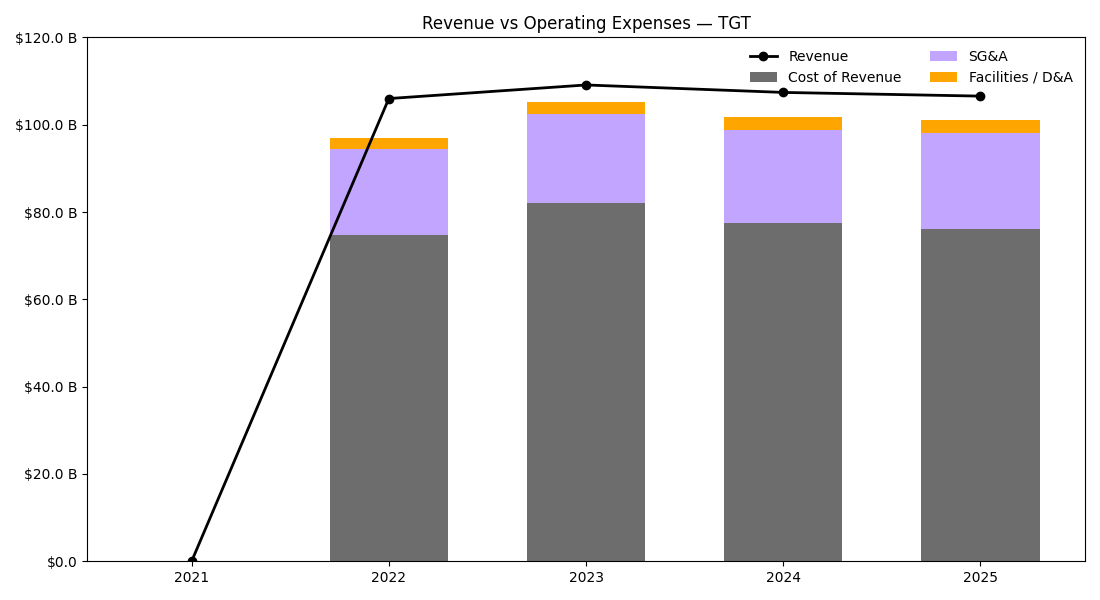 Revenue vs Operating Expenses — TGT
$120.0 B
$100.0 B
$80.0 B
$60.0 B
$40.0 B
$20.0 B
$0.0
Revenue
Cost of Revenue
SG&A
Facilities / D&A
2021
2022
2023
2024
2025